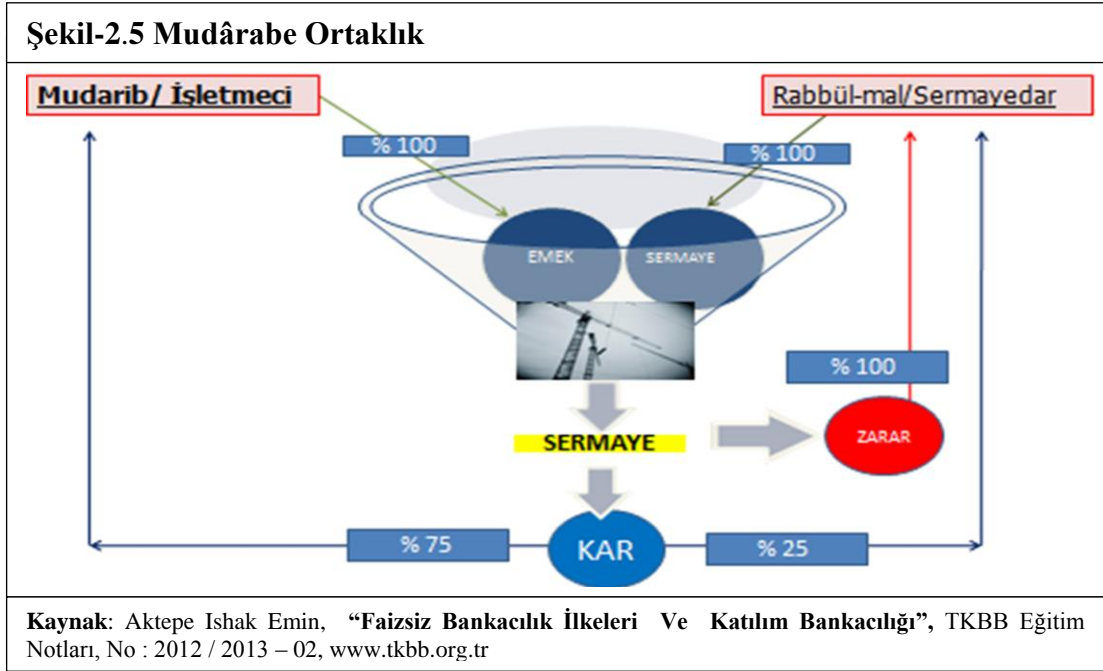 Şekil-2.5 Mudârabe Ortaklık
Mudarib/ İşletmeci
Rabbül-mal/Sermayedar
% 100
% 100
EMEK
SERMAYE
% 100
SERMAYE
ZARAR
% 75
KAR
% 25
Kaynak: Aktepe Ishak Emin, “Faizsiz Bankacılık İlkeleri Ve Katılım Bankacılığı”, TKBB Eğitim
Notları, No : 2012 / 2013 – 02, www.tkbb.org.tr